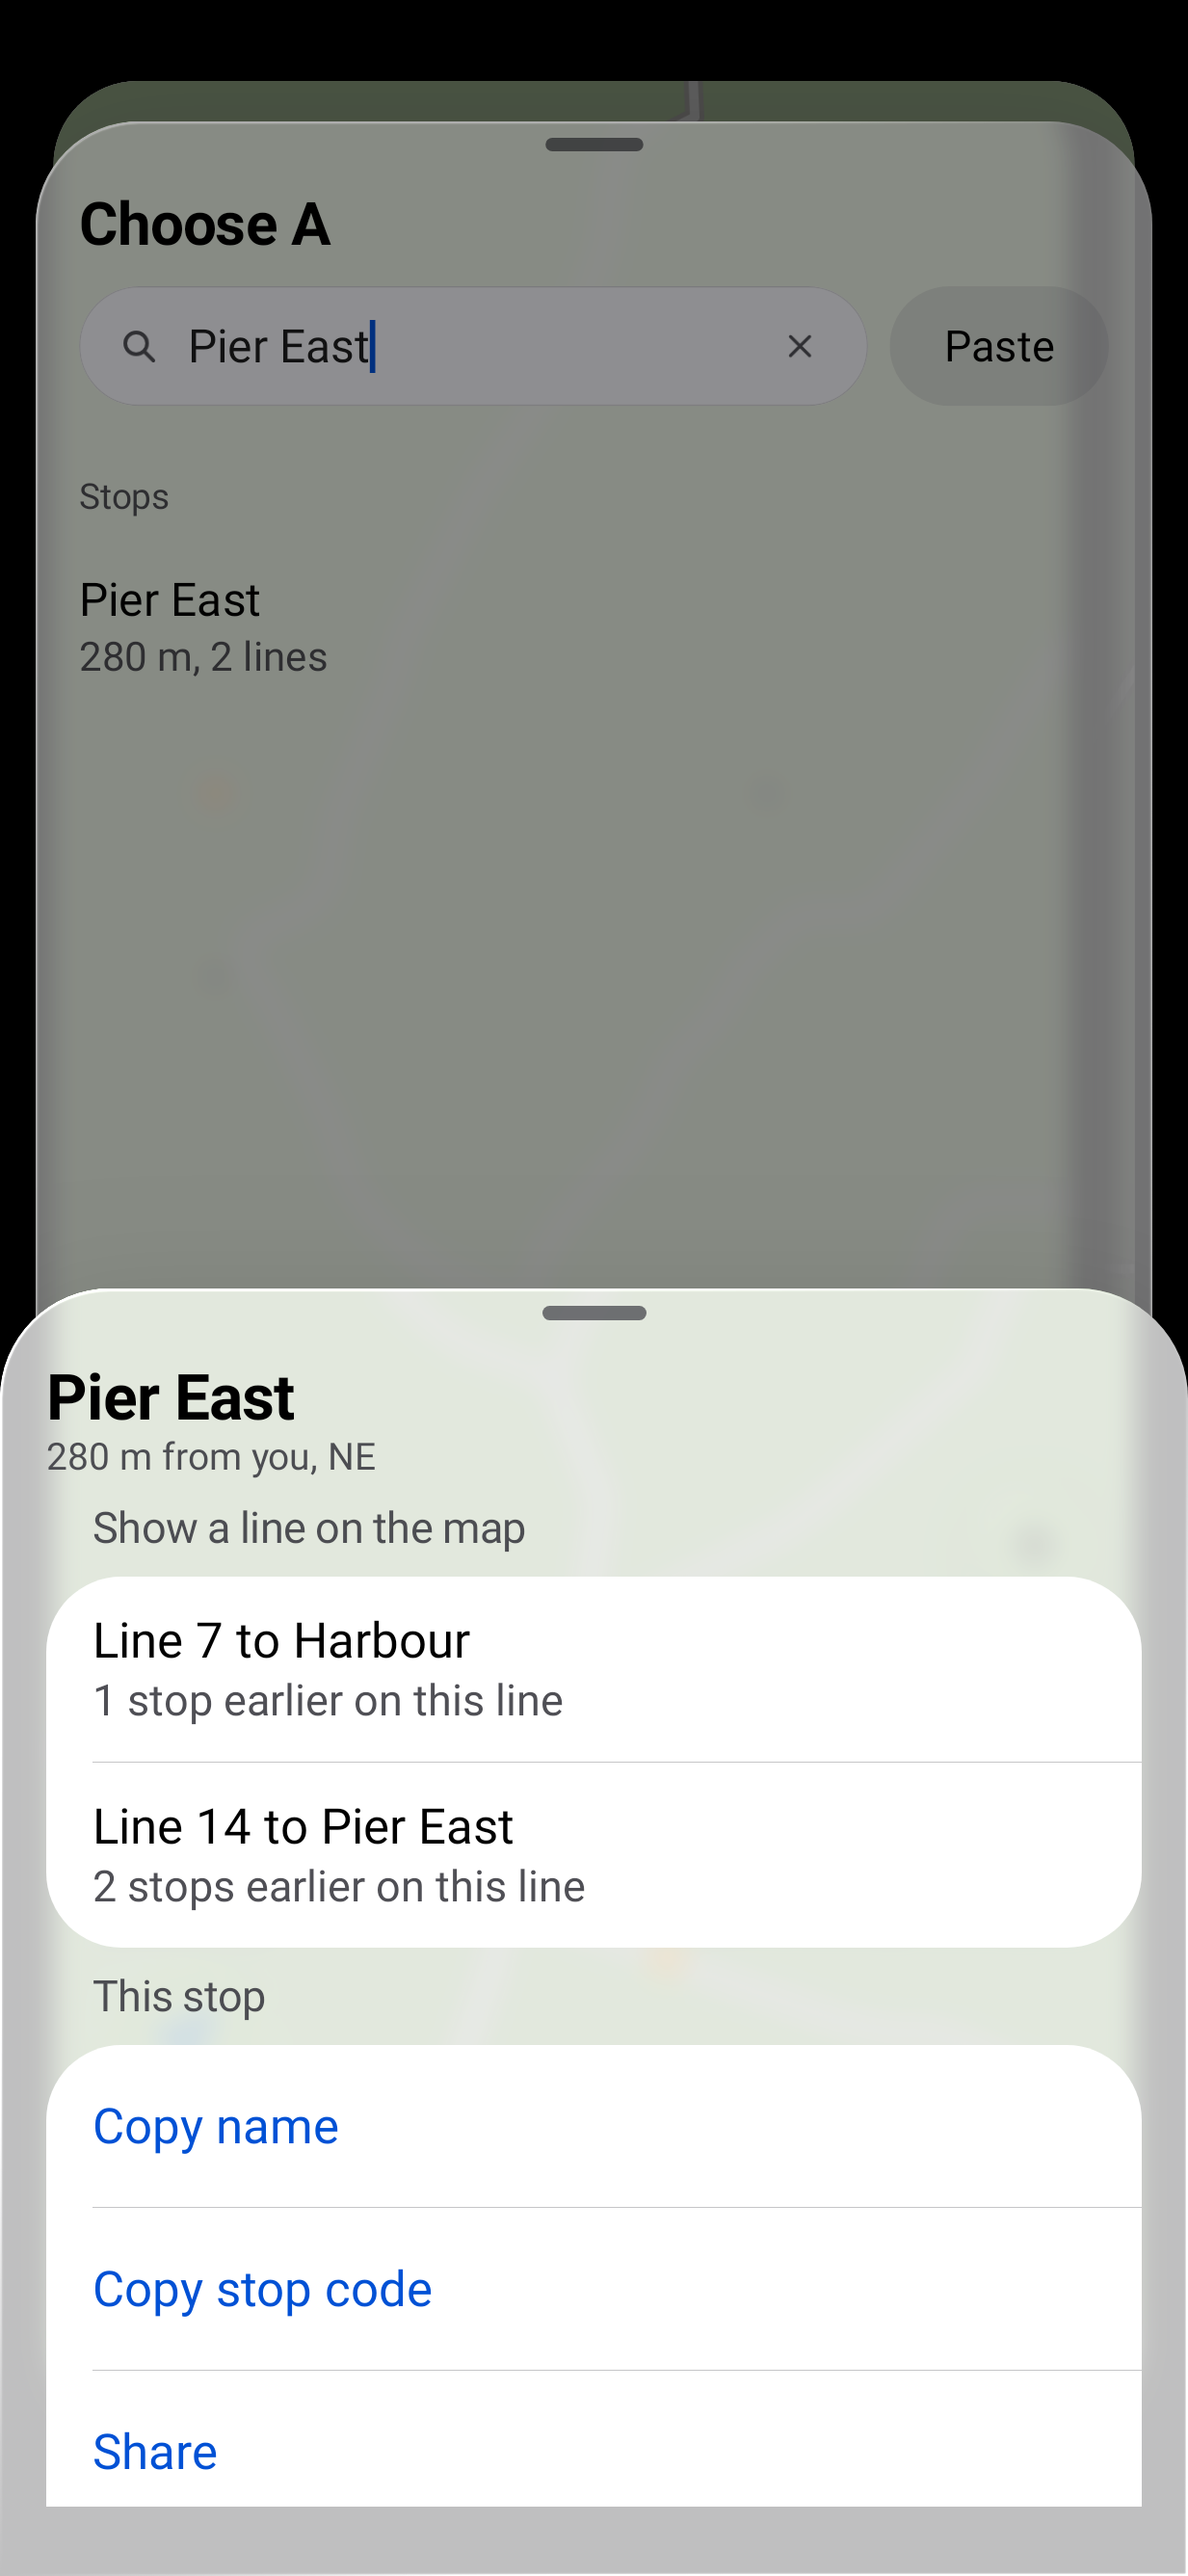 Choose A
Pier East
Paste
Stops
Pier East
280 m, 2 lines
Pier East
280 m from you, NE
Show a line on the map
Line 7 to Harbour
1 stop earlier on this line
Line 14 to Pier East
2 stops earlier on this line
This stop
Copy name
Copy stop code
Share